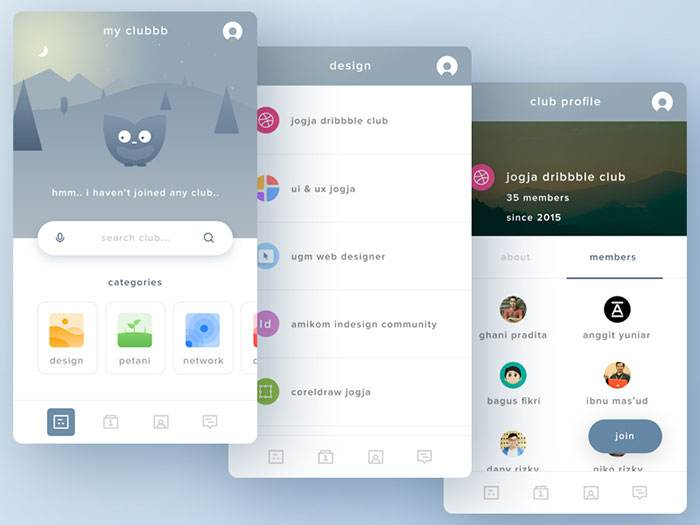 my clubbb
hmm.. i haven't joined any club..
search club...
categories
design
petani
network
design
jogja dribbble club
ui & ux jogja
ugm web designer
Id
amikom indesign community
coreldraw jogja
club profile
jogja dribbble club
35 members
since 2015
about
members
ghani pradita
anggit yuniar
bagus fikri
ibnu mas'ud
dany rizky
niko rizky
join